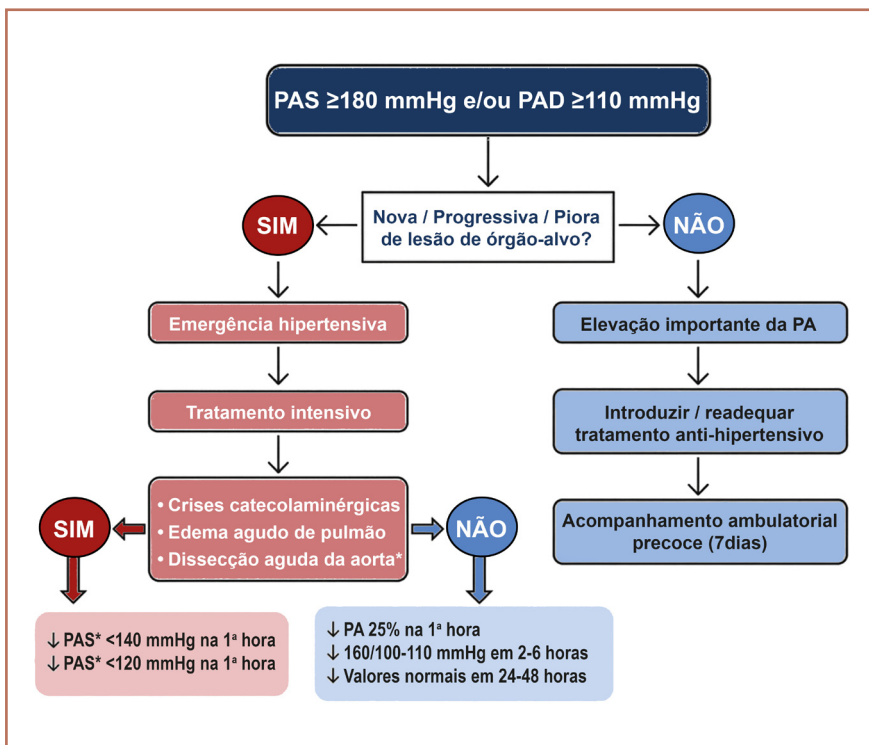 PAS ≥180 mmHg e/ou PAD ≥110 mmHg
Nova / Progressiva / Piora
de lesão de órgão-alvo?
SIM
NÃO
Emergência hipertensiva
Elevação importante da PA
Tratamento intensivo
Introduzir / readequar
tratamento anti-hipertensivo
• Crises catecolaminérgicas
• Edema agudo de pulmão
• Dissecção aguda da aorta*
SIM
NÃO
Acompanhamento ambulatorial
precoce (7dias)
↓ PAS* <140 mmHg na 1ª hora
↓ PAS* <120 mmHg na 1ª hora
↓ PA 25% na 1ª hora
↓ 160/100-110 mmHg em 2-6 horas
↓ Valores normais em 24-48 horas